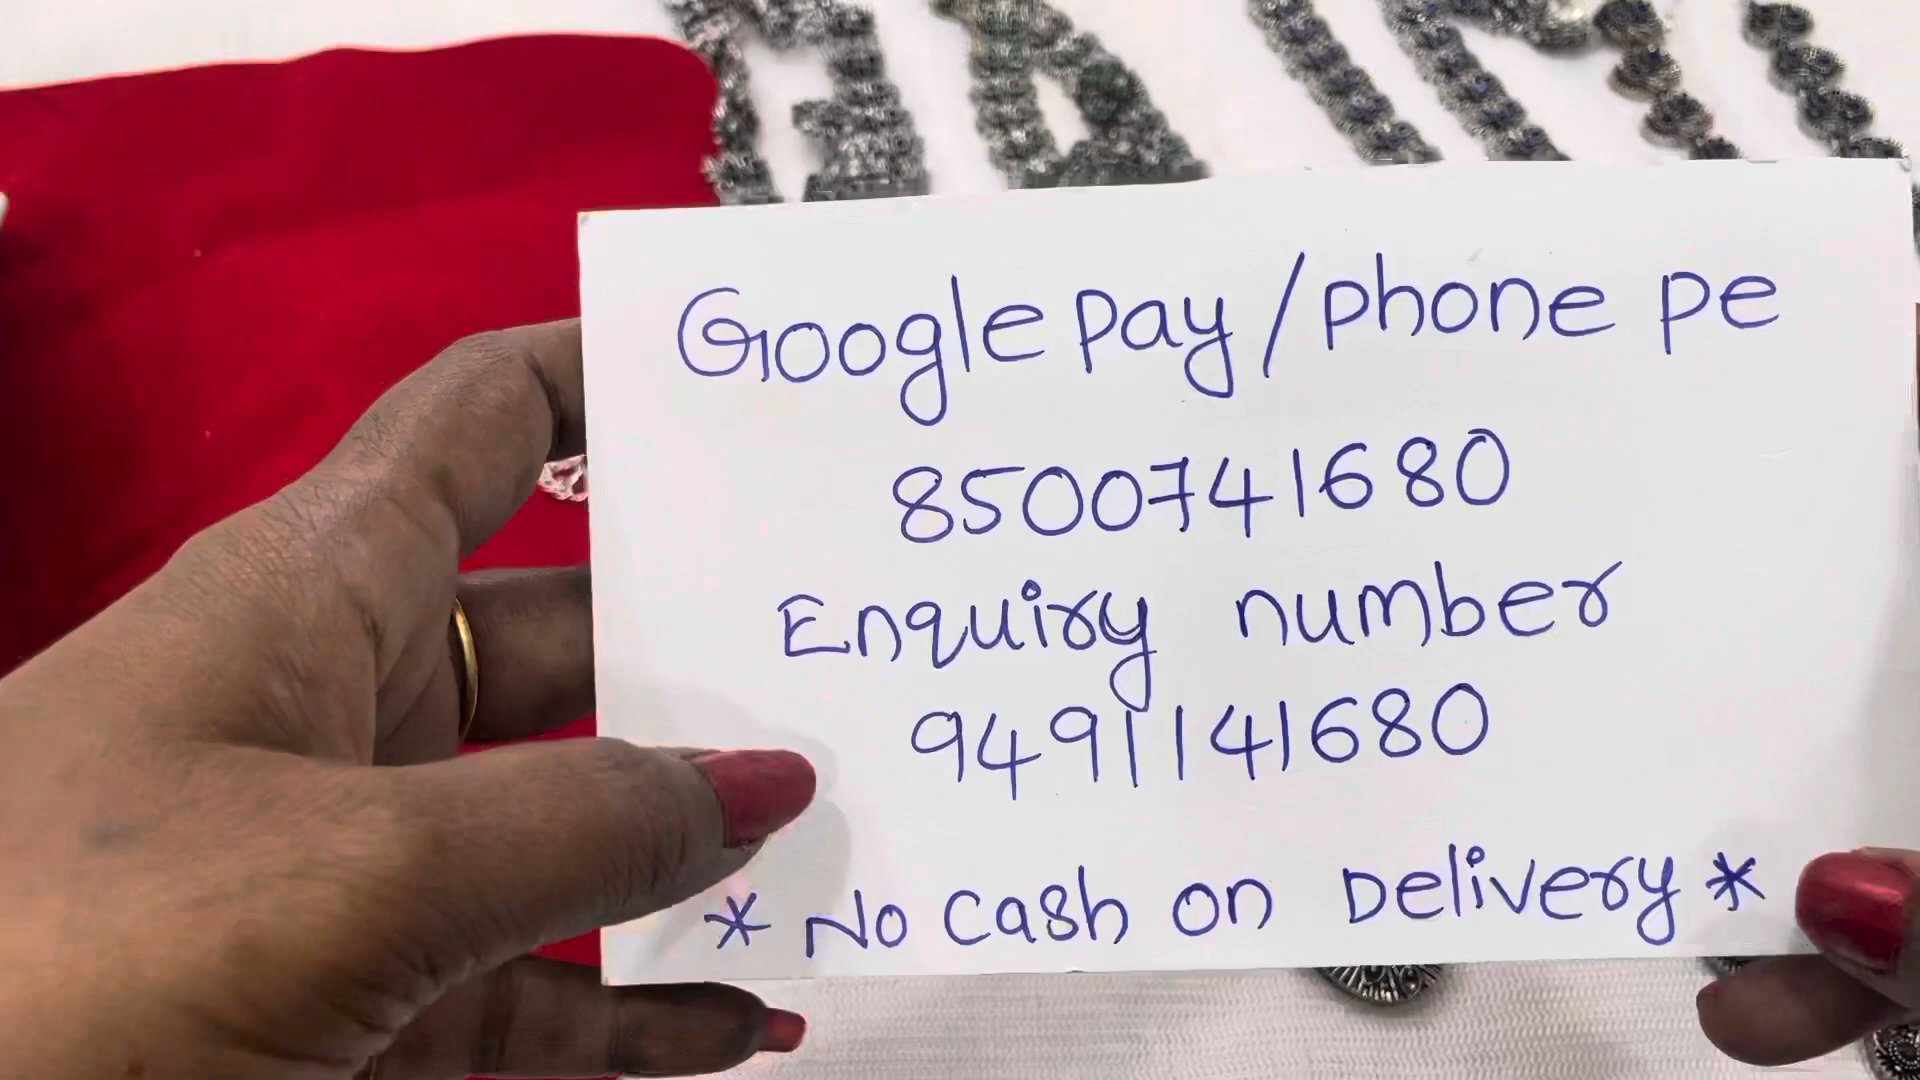 Google Pay / Phone Pe
8500741680
Enquiry number
9491141680
* No Cash on Delivery *